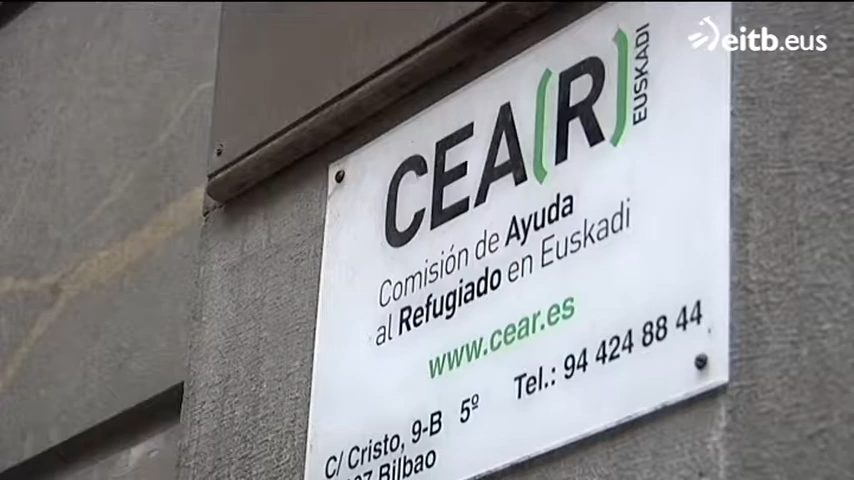 eitb.eus
CEA(R)
EUSKADI
Comisión de Ayuda
al Refugiado en Euskadi
www.cear.es
C/ Cristo, 9-B 5º Tel.: 94 424 88 44
Bilbao